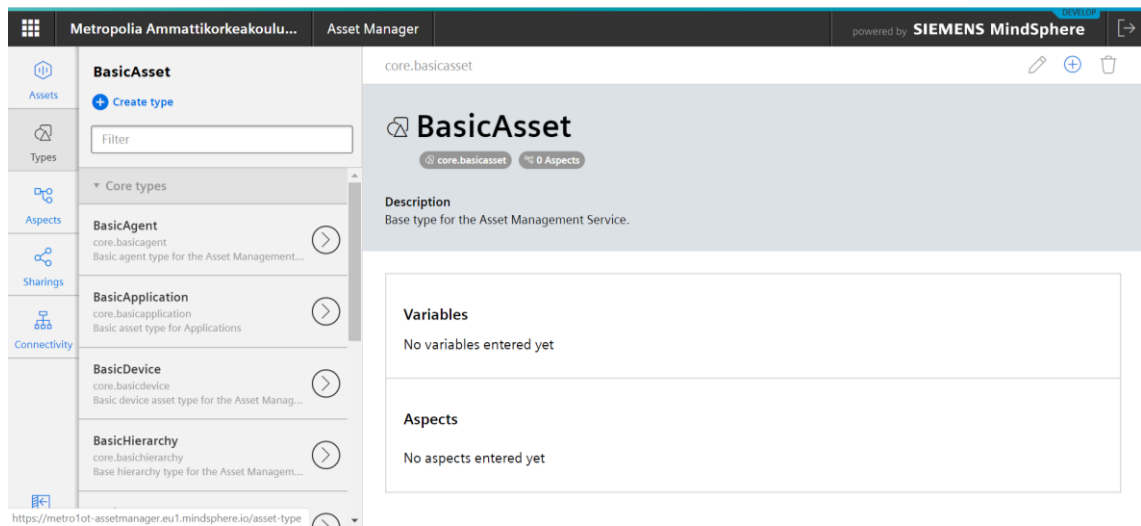 DEVELOP
Metropolia Ammattikorkeakoulu...
Asset Manager
powered by SIEMENS MindSphere
Assets
Types
Aspects
Sharings
Connectivity
BasicAsset
Create type
Filter
Core types
BasicAgent
core.basicagent
Basic agent type for the Asset Management...
BasicApplication
core.basicapplication
Basic asset type for Applications
BasicDevice
core.basicdevice
Basic device asset type for the Asset Manag...
BasicHierarchy
core.basichierarchy
Base hierarchy type for the Asset Managem...
https://metro1ot-assetmanager.eu1.mindsphere.io/asset-type
core.basicasset
BasicAsset
core.basicasset
0 Aspects
Description
Base type for the Asset Management Service.
Variables
No variables entered yet
Aspects
No aspects entered yet